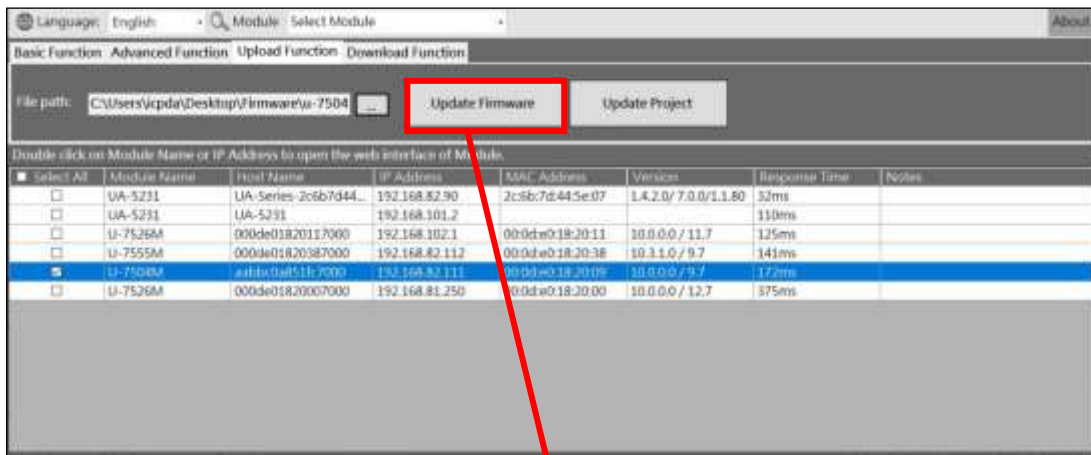 Language: English Module Select Module About
Basic Function Advanced Function Upload Function Download Function
File path: C:\Users\icpda\Desktop\Firmware\u-7504 ... Update Firmware Update Project
Double click on Module Name or IP Address to open the web interface of Module.
Select All Module Name Host Name IP Address MAC Address Version Response Time Notes
UA-5231 UA-Series-2c6b7d44... 192.168.82.90 2c:6b:7d:44:5e:07 1.4.2.0/ 7.0.0/1.1.80 32ms
UA-5231 UA-5231 192.168.101.2 110ms
U-7526M 000de01820117000 192.168.102.1 00:0d:e0:18:20:11 10.0.0.0 / 11.7 125ms
U-7555M 000de01820387000 192.168.82.112 00:0d:e0:18:20:38 10.3.1.0 / 9.7 141ms
U-7504M 192.168.82.111 00:0d:e0:18:20:09 10.0.0.0 / 9.7 172ms
U-7526M 000de01820007000 192.168.81.250 00:0d:e0:18:20:00 10.0.0.0 / 12.7 375ms